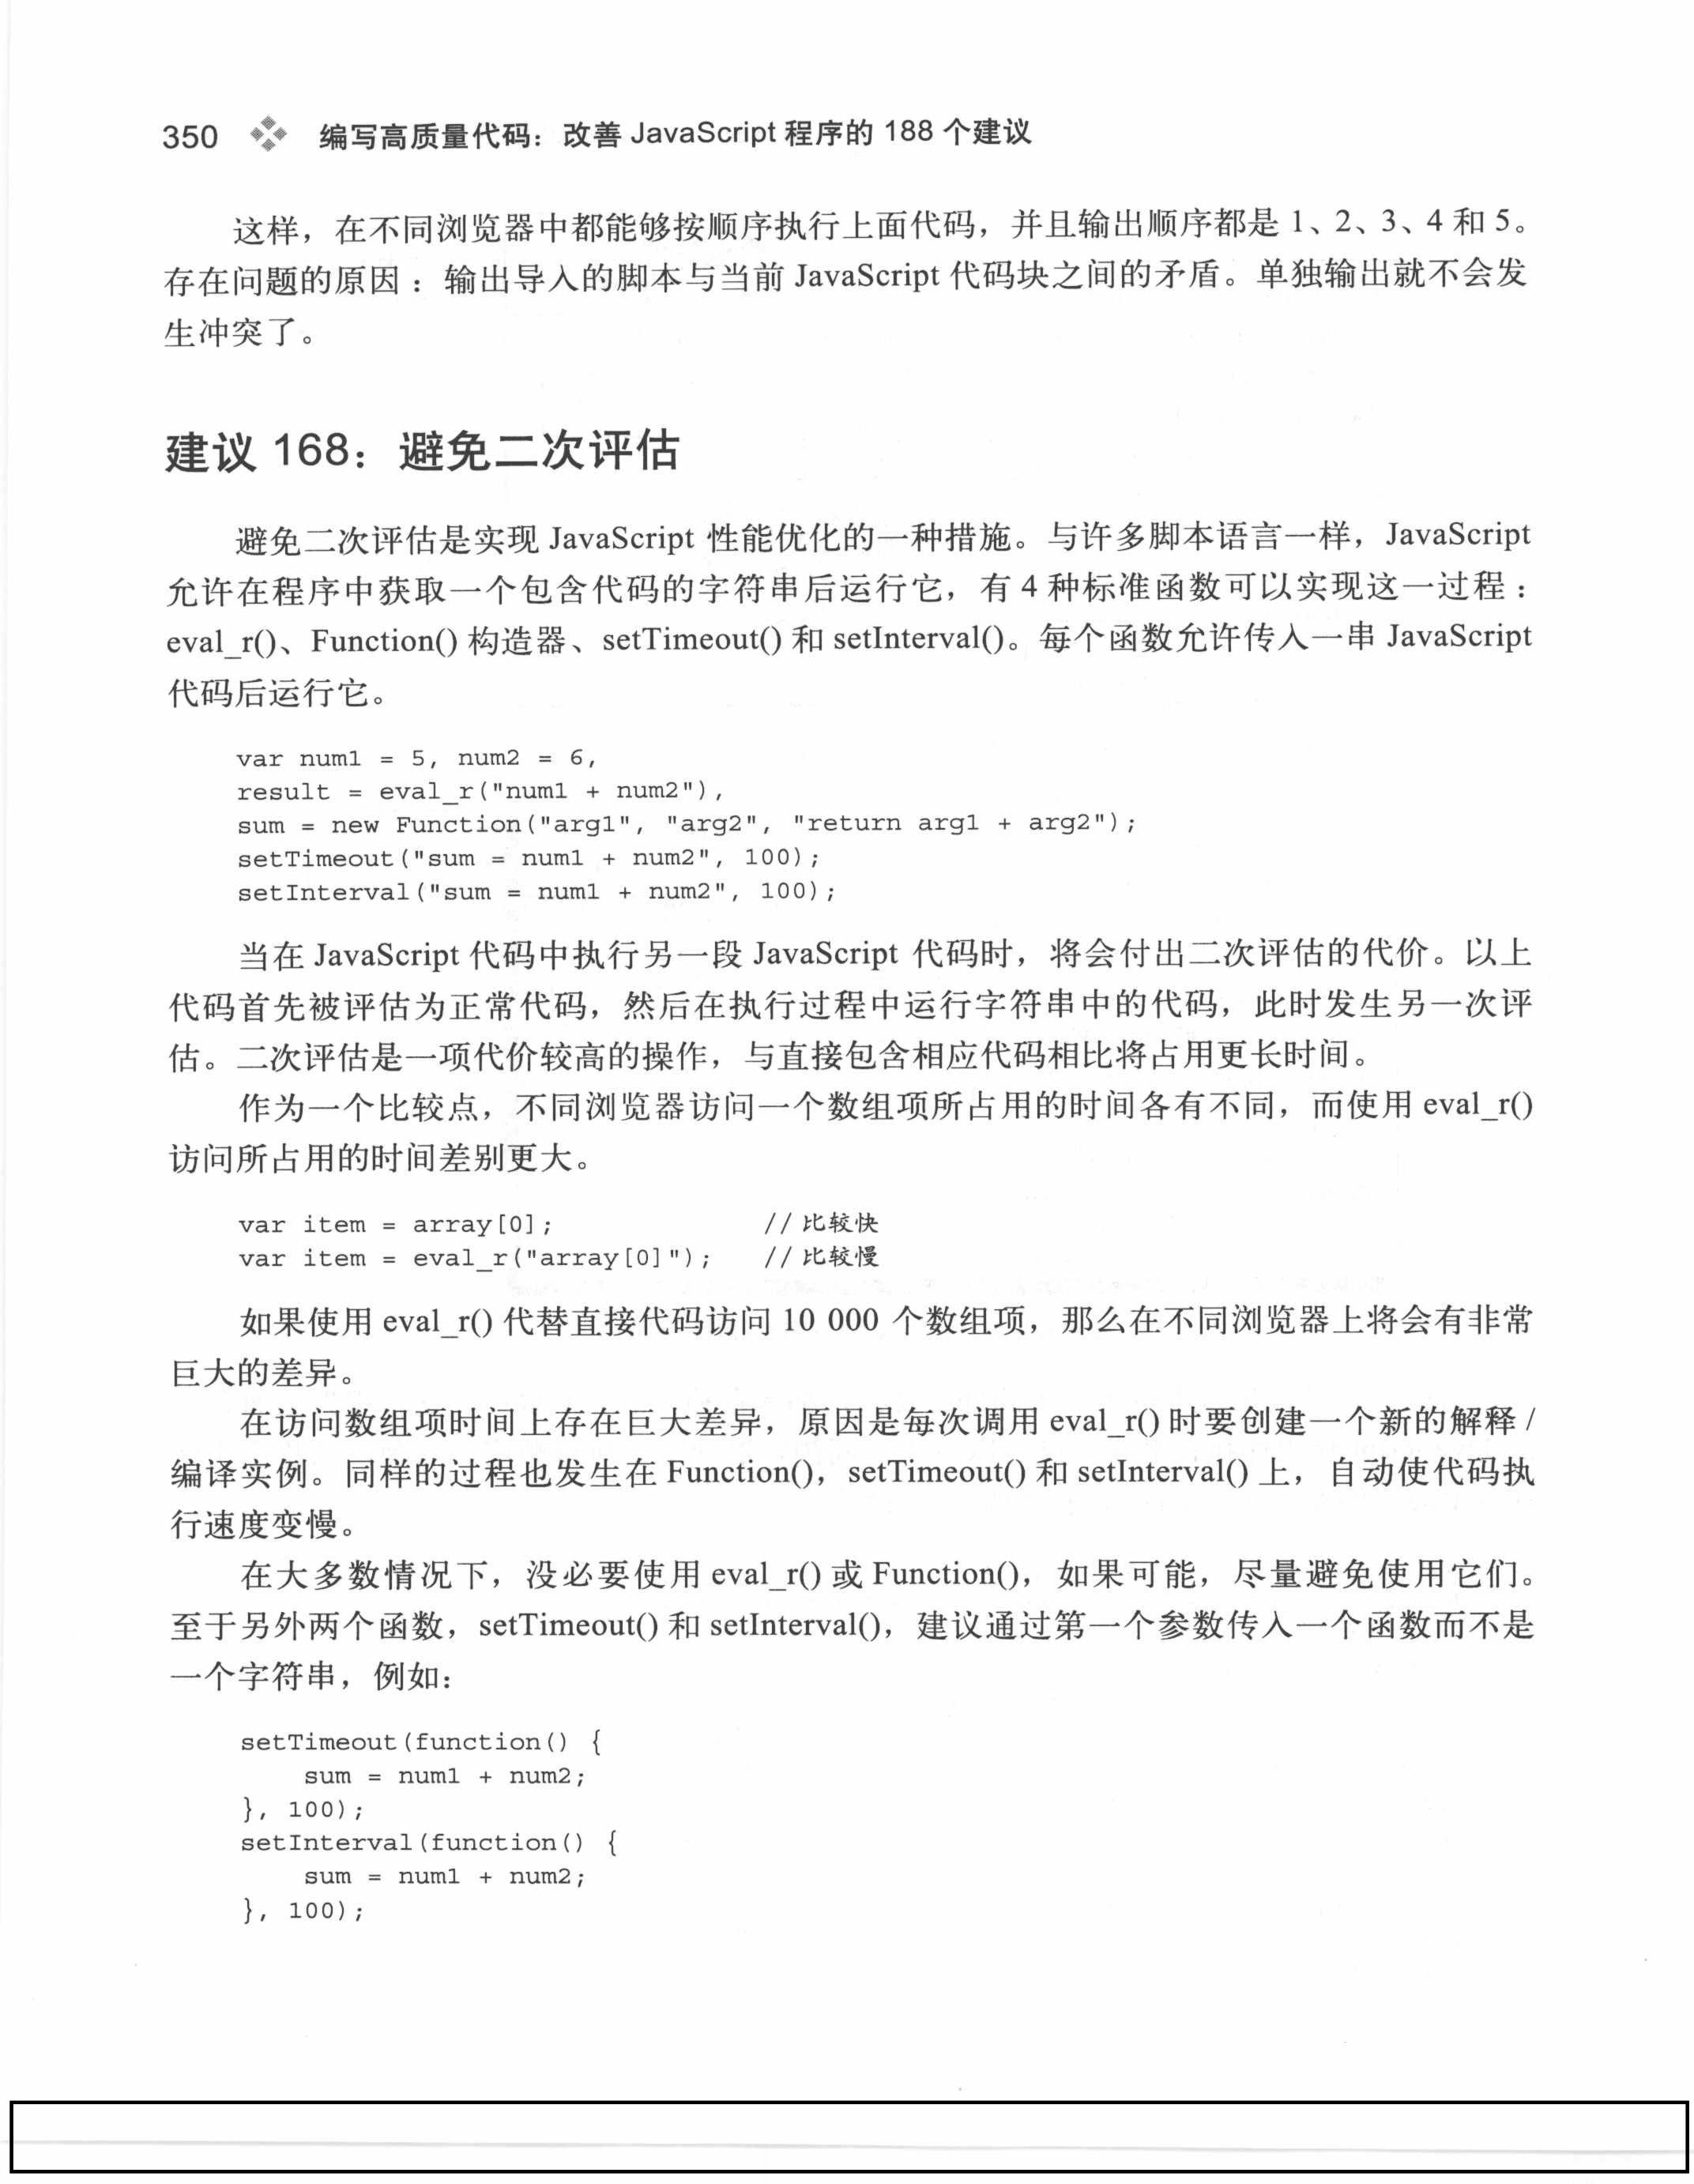 350 编写高质量代码：改善 JavaScript 程序的 188 个建议
这样，在不同浏览器中都能够按顺序执行上面代码，并且输出顺序都是 1、2、3、4 和 5。
存在问题的原因：输出导入的脚本与当前 JavaScript 代码块之间的矛盾。单独输出就不会发
生冲突了。
建议 168：避免二次评估
避免二次评估是实现 JavaScript 性能优化的一种措施。与许多脚本语言一样，JavaScript
允许在程序中获取一个包含代码的字符串后运行它，有 4 种标准函数可以实现这一过程：
eval_r()、Function() 构造器、setTimeout() 和 setInterval()。每个函数允许传入一串 JavaScript
代码后运行它。
var num1 = 5, num2 = 6,
result = eval_r("num1 + num2"),
sum = new Function("arg1", "arg2", "return arg1 + arg2");
setTimeout("sum = num1 + num2", 100);
setInterval("sum = num1 + num2", 100);
当在 JavaScript 代码中执行另一段 JavaScript 代码时，将会付出二次评估的代价。以上
代码首先被评估为正常代码，然后在执行过程中运行字符串中的代码，此时发生另一次评
估。二次评估是一项代价较高的操作，与直接包含相应代码相比将占用更长时间。
作为一个比较点，不同浏览器访问一个数组项所占用的时间各有不同，而使用 eval_r()
访问所占用的时间差别更大。
var item = array[0]; // 比较快
var item = eval_r("array[0]"); // 比较慢
如果使用 eval_r() 代替直接代码访问 10 000 个数组项，那么在不同浏览器上将会有非常
巨大的差异。
在访问数组项时间上存在巨大差异，原因是每次调用 eval_r() 时要创建一个新的解释 /
编译实例。同样的过程也发生在 Function()，setTimeout() 和 setInterval() 上，自动使代码执
行速度变慢。
在大多数情况下，没必要使用 eval_r() 或 Function()，如果可能，尽量避免使用它们。
至于另外两个函数，setTimeout() 和 setInterval()，建议通过第一个参数传入一个函数而不是
一个字符串，例如：
setTimeout(function() {
sum = num1 + num2;
}, 100);
setInterval(function() {
sum = num1 + num2;
}, 100);